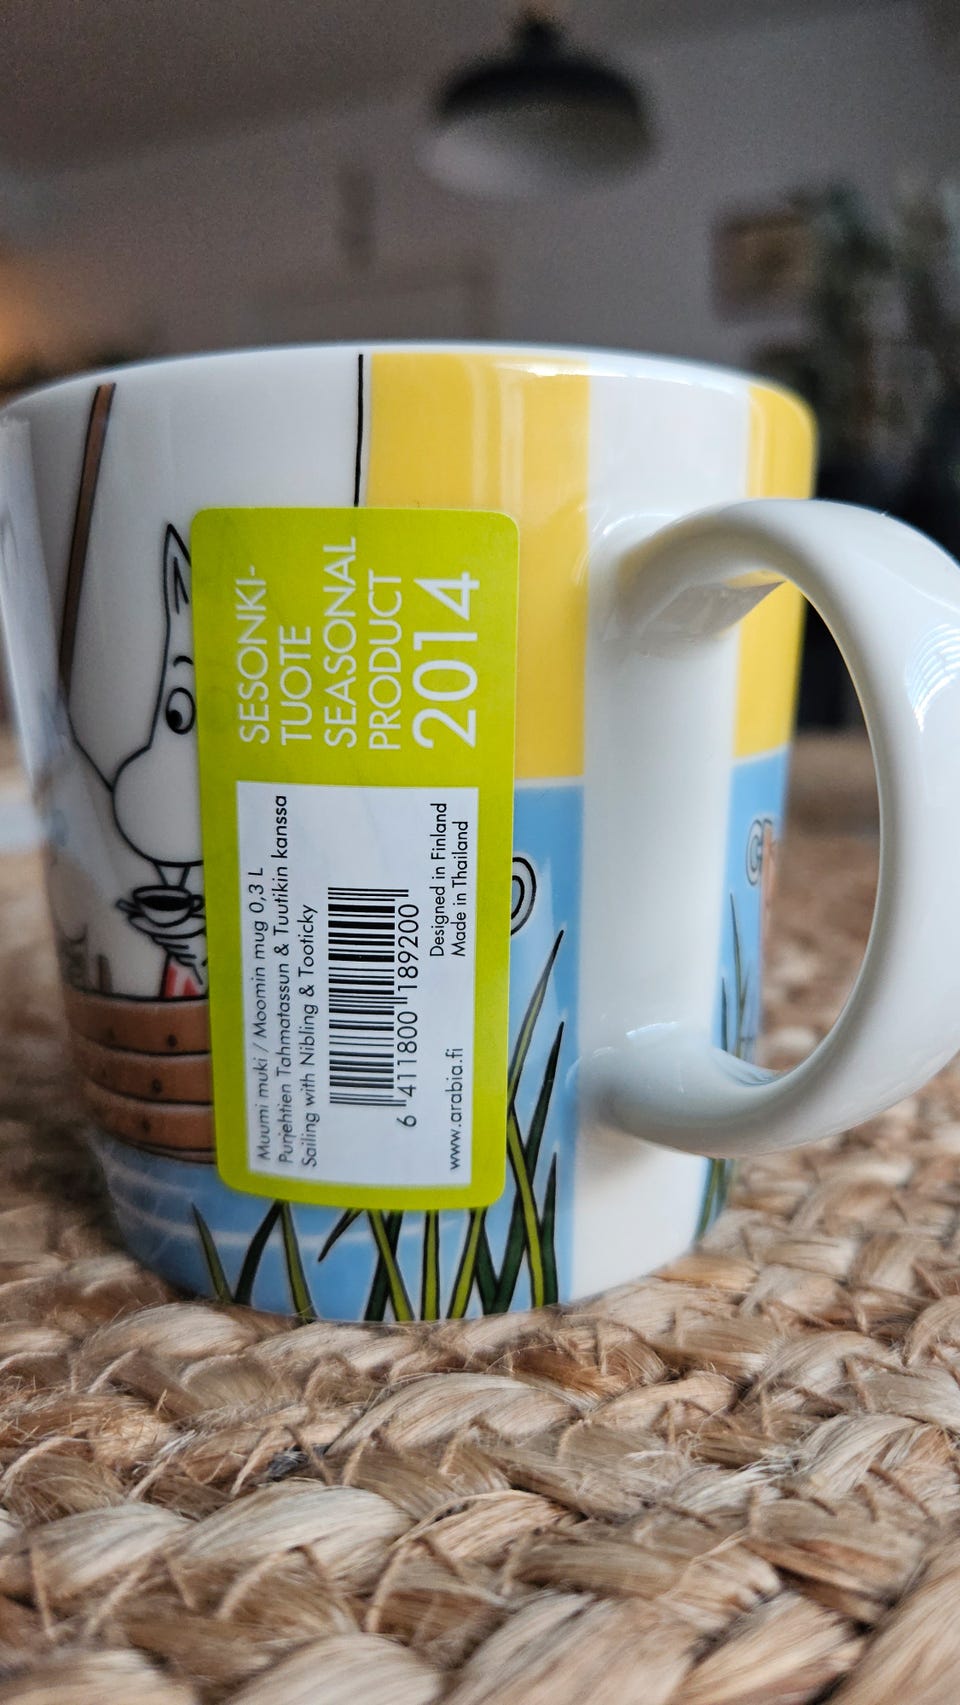 SESONKI-
TUOTE
SEASONAL
PRODUCT
2014
Muumi muki / Moomin mug 0,3 L
Purjehtien Tahmatassun & Tuutikin kanssa
Sailing with Nibling & Tooticky
6 411800 189200
Designed in Finland
Made in Thailand
www.arabia.fi